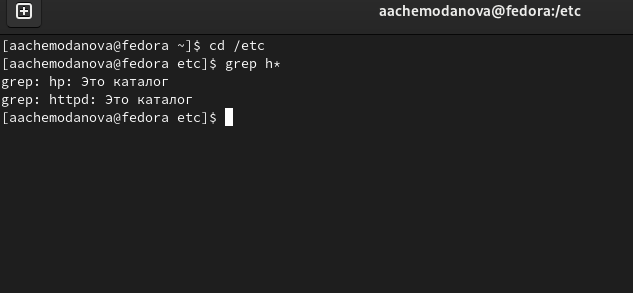 aachemodanova@fedora:/etc
[aachemodanova@fedora ~]$ cd /etc
[aachemodanova@fedora etc]$ grep h*
grep: hp: Это каталог
grep: httpd: Это каталог
[aachemodanova@fedora etc]$